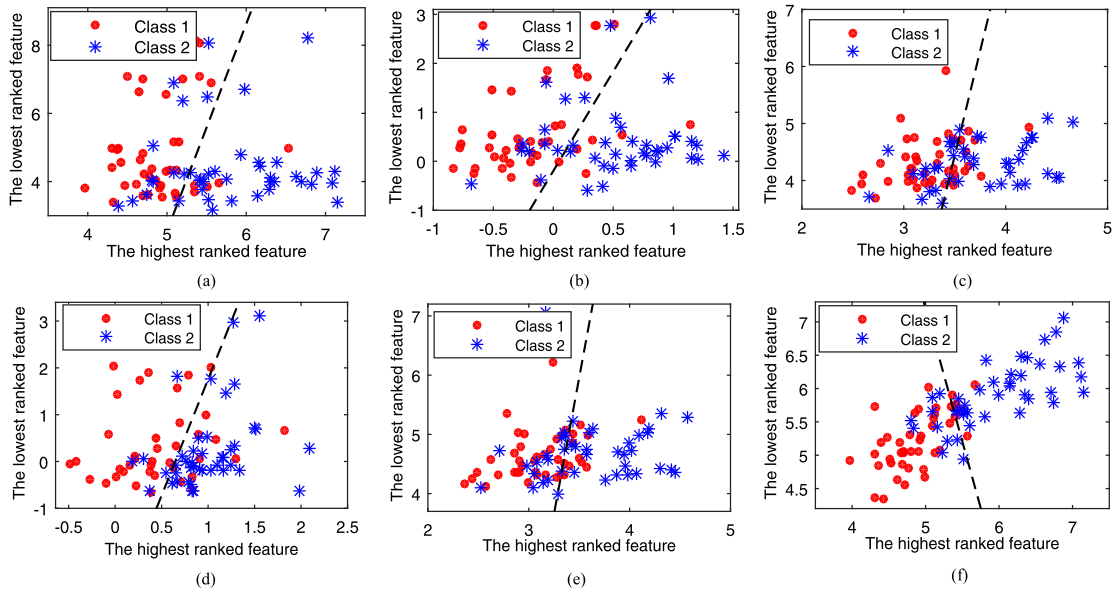 Class 1
Class 2
The lowest ranked feature
8
6
4
4
5
6
7
The highest ranked feature
(a)
Class 1
Class 2
The lowest ranked feature
3
2
1
0
-1
-1
-0.5
0
0.5
1
1.5
The highest ranked feature
(b)
Class 1
Class 2
The lowest ranked feature
7
6
5
4
2
3
4
5
The highest ranked feature
(c)
Class 1
Class 2
The lowest ranked feature
3
2
1
0
-1
-0.5
0
0.5
1
1.5
2
2.5
The highest ranked feature
(d)
Class 1
Class 2
The lowest ranked feature
7
6
5
4
2
3
4
5
The highest ranked feature
(e)
Class 1
Class 2
The lowest ranked feature
7
6.5
6
5.5
5
4.5
4
5
6
7
The highest ranked feature
(f)